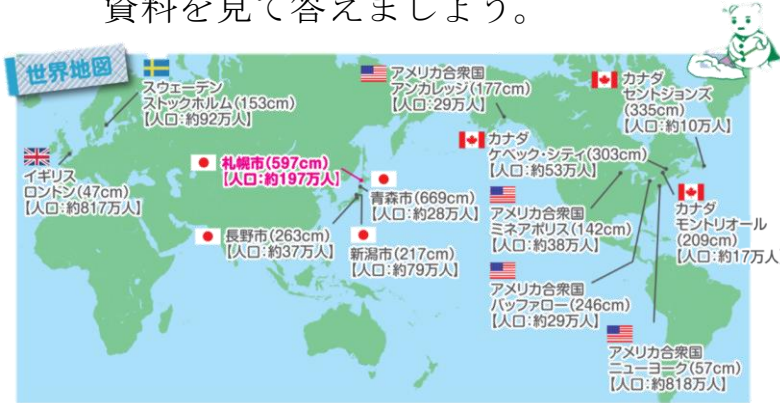 資料を見て答えましょう。
世界地図
スウェーデン
ストックホルム(153cm)
【人口:約92万人】
アメリカ合衆国
アンカレッジ(177cm)
【人口:29万人】
カナダ
セントジョンズ
(335cm)
【人口:約10万人】
イギリス
ロンドン(47cm)
【人口:約817万人】
札幌市(597cm)
【人口:約197万人】
カナダ
ケベック・シティ(303cm)
【人口:約53万人】
青森市(669cm)
【人口:約28万人】
長野市(263cm)
【人口:約37万人】
新潟市(217cm)
【人口:約79万人】
アメリカ合衆国
ミネアポリス(142cm)
【人口:約38万人】
カナダ
モントリオール
(209cm)
【人口:約17万人
アメリカ合衆国
バッファロー(246cm)
【人口:約29万人】
アメリカ合衆国
ニューヨーク(57cm)
【人口:約818万人】